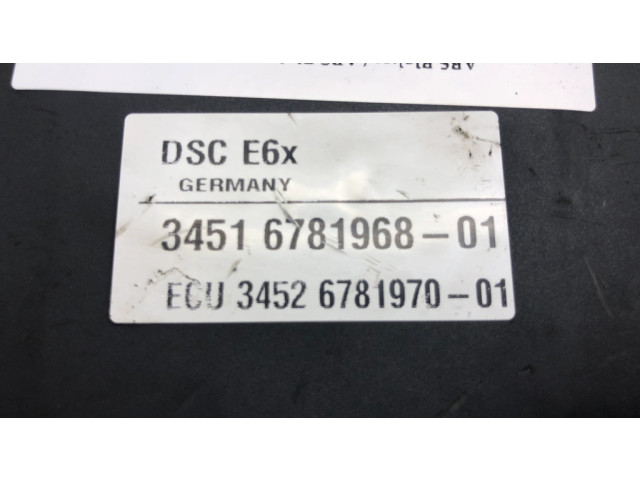 DSC E6x
GERMANY
3451 6781968-01
ECU 3452 6781970-01